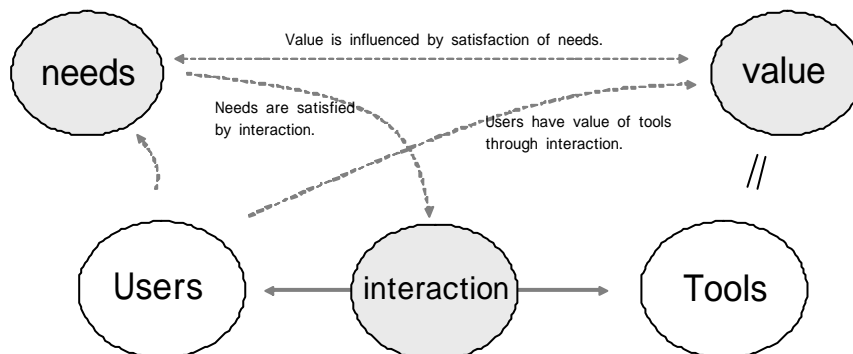 Value is influenced by satisfaction of needs.
needs
value
Needs are satisfied
by interaction.
Users have value of tools
through interaction.
Users
interaction
Tools